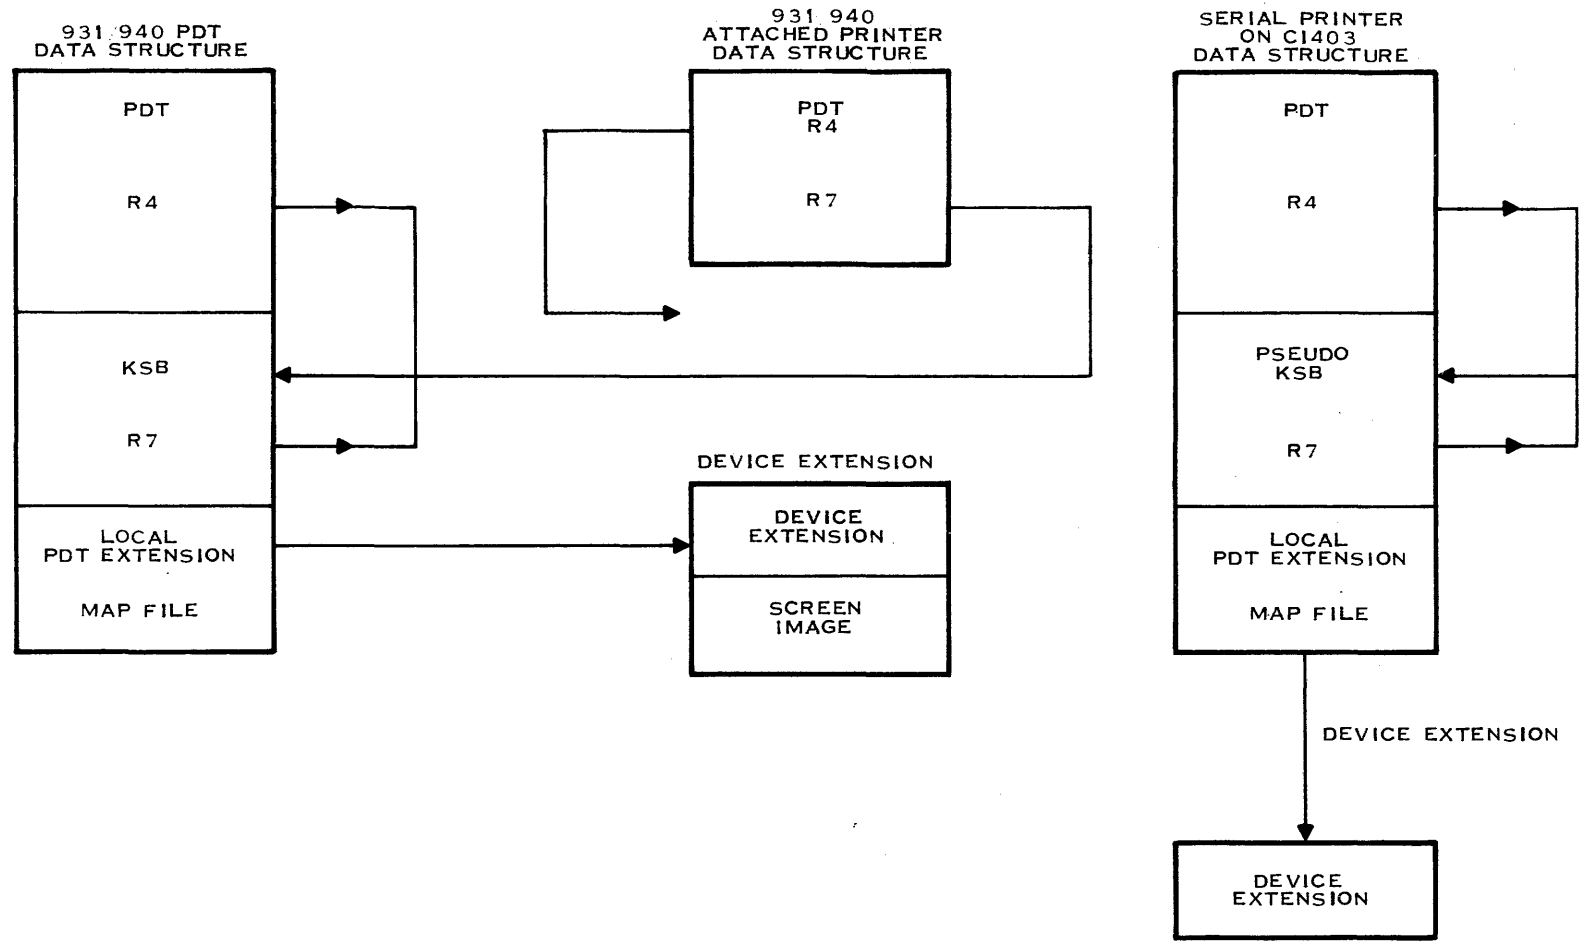 931 940 PDT
DATA STRUCTURE
PDT
R4
KSB
R7
LOCAL
PDT EXTENSION
MAP FILE
931 940
ATTACHED PRINTER
DATA STRUCTURE
PDT
R4
R7
DEVICE EXTENSION
DEVICE
EXTENSION
SCREEN
IMAGE
SERIAL PRINTER
ON CI403
DATA STRUCTURE
PDT
R4
PSEUDO
KSB
R7
LOCAL
PDT EXTENSION
MAP FILE
DEVICE EXTENSION
DEVICE
EXTENSION